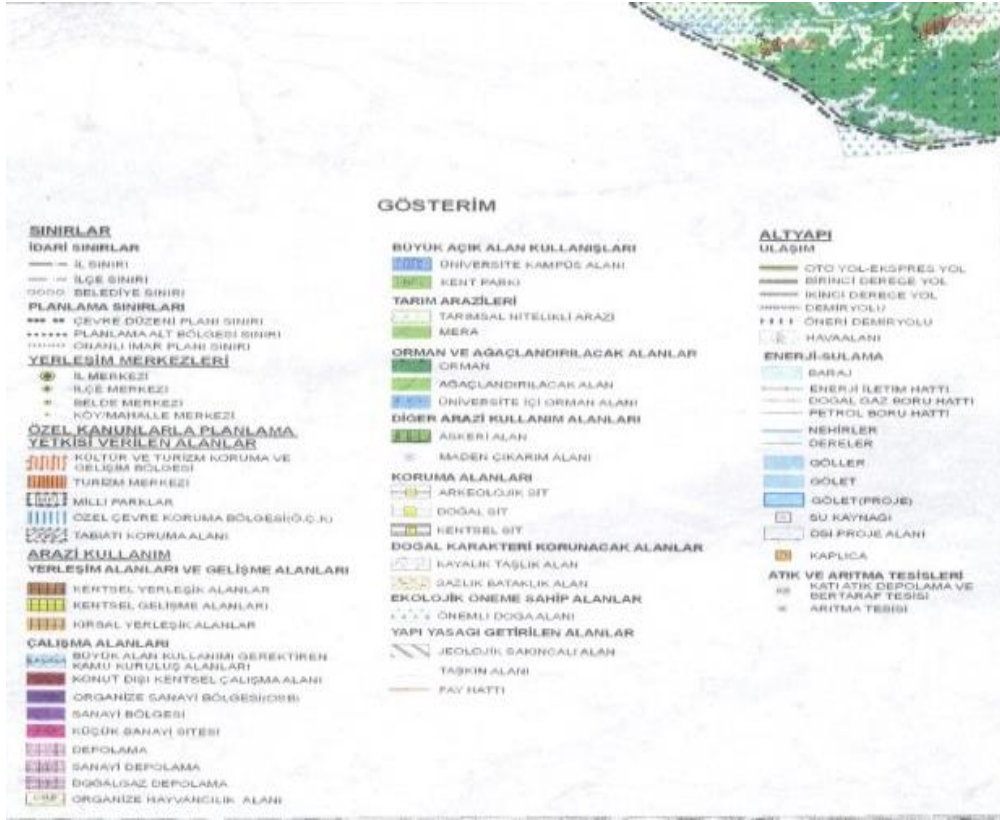 GÖSTERİM
SINIRLAR
İDARİ SINIRLAR
İL SINIRI
İLÇE SINIRI
BELEDİYE SINIRI
PLANLAMA SINIRLARI
ÇEVRE DÜZENİ PLANI SINIRI
PLANLAMA ALT BÖLGESİ SINIRI
ONANLI İMAR PLANI SINIRI
YERLEŞİM MERKEZLERİ
İL MERKEZİ
İLÇE MERKEZİ
BELDE MERKEZİ
KÖY/MAHALLE MERKEZİ
ÖZEL KANUNLARLA PLANLAMA
YETKİSİ VERİLEN ALANLAR
KÜLTÜR VE TURİZM KORUMA VE
GELİŞİM BÖLGESİ
TURİZM MERKEZİ
MİLLİ PARKLAR
ÖZEL ÇEVRE KORUMA BÖLGESİ(Ö.Ç.K)
TABİATI KORUMA ALANI
ARAZİ KULLANIM
YERLEŞİM ALANLARI VE GELİŞME ALANLARI
KENTSEL YERLEŞİK ALANLAR
KENTSEL GELİŞME ALANLARI
KIRSAL YERLEŞİK ALANLAR
ÇALIŞMA ALANLARI
BÜYÜK ALAN KULLANIMI GEREKTİREN
KAMU KURULUŞ ALANLARI
KONUT DIŞI KENTSEL ÇALIŞMA ALANI
ORGANİZE SANAYİ BÖLGESİ(OSB)
SANAYİ BÖLGESİ
KÜÇÜK SANAYİ SİTESİ
DEPOLAMA
SANAYİ DEPOLAMA
DOĞALGAZ DEPOLAMA
ORGANİZE HAYVANCILIK ALANI
BÜYÜK AÇIK ALAN KULLANIŞLARI
ÜNİVERSİTE KAMPÜS ALANI
KENT PARKI
TARIM ARAZİLERİ
TARIMSAL NİTELİKLİ ARAZİ
MERA
ORMAN VE AĞAÇLANDIRILACAK ALANLAR
ORMAN
AĞAÇLANDIRILACAK ALAN
ÜNİVERSİTE İÇİ ORMAN ALANI
DİĞER ARAZİ KULLANIM ALANLARI
ASKERİ ALAN
MADEN ÇIKARIM ALANI
KORUMA ALANLARI
ARKEOLOJİK SİT
DOĞAL SİT
KENTSEL SİT
DOĞAL KARAKTERİ KORUNACAK ALANLAR
KAYALIK TAŞLIK ALAN
SAZLIK BATAKLIK ALAN
EKOLOJİK ÖNEME SAHİP ALANLAR
ÖNEMLİ DOĞA ALANI
YAPI YASAGI GETİRİLEN ALANLAR
JEOLOJİK SAKINCALI ALAN
TAŞKIN ALANI
FAY HATTI
ALTYAPI
ULAŞIM
OTO YOL-EKSPRES YOL
BİRİNCİ DERECE YOL
İKİNCİ DERECE YOL
DEMİRYOLU
ÖNERİ DEMİRYOLU
HAVAALANI
ENERJİ-SULAMA
BARAJ
ENERJİ İLETİM HATTI
DOĞAL GAZ BORU HATTI
PETROL BORU HATTI
NEHİRLER
DERELER
GÖLLER
GÖLET
GÖLET(PROJE)
SU KAYNAĞI
DSİ PROJE ALANI
KAPLICA
ATIK VE ARITMA TESİSLERİ
KATI ATIK DEPOLAMA VE
BERTARAF TESİSİ
ARITMA TESİSİ